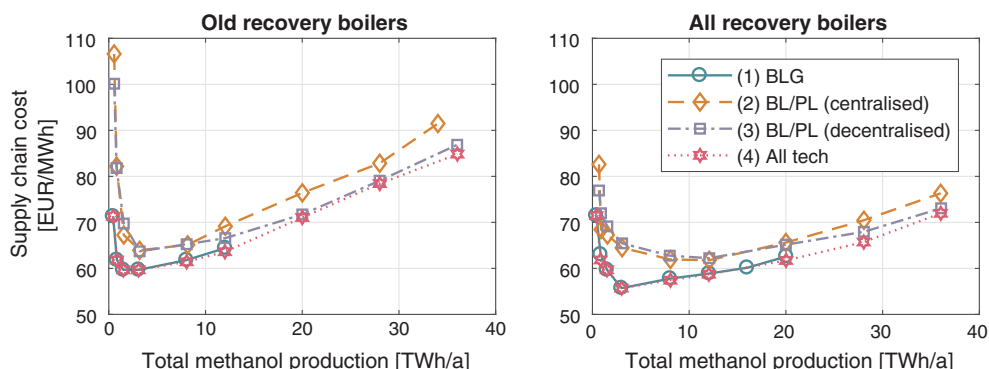 Old recovery boilers
All recovery boilers
Supply chain cost
[EUR/MWh]
110
100
90
80
70
60
50
0
10
20
30
40
Total methanol production [TWh/a]
110
100
90
80
70
60
50
0
10
20
30
40
Total methanol production [TWh/a]
(1) BLG
(2) BL/PL (centralised)
(3) BL/PL (decentralised)
(4) All tech